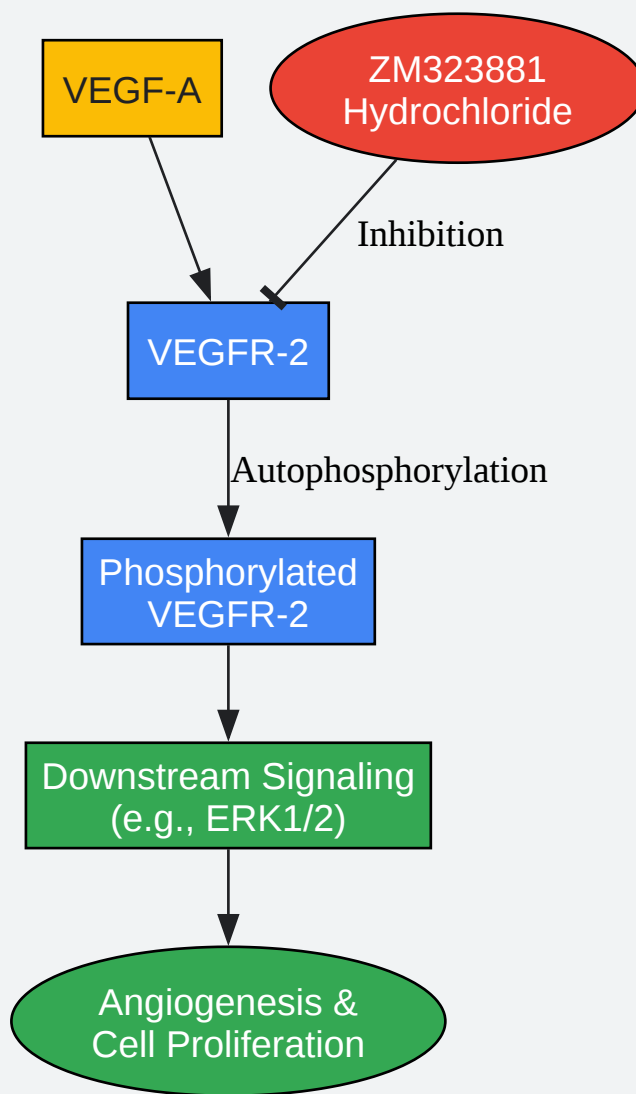 VEGF-A
ZM323881
Hydrochloride
Inhibition
VEGFR-2
Autophosphorylation
Phosphorylated
VEGFR-2
Downstream Signaling
(e.g., ERK1/2)
Angiogenesis &
Cell Proliferation